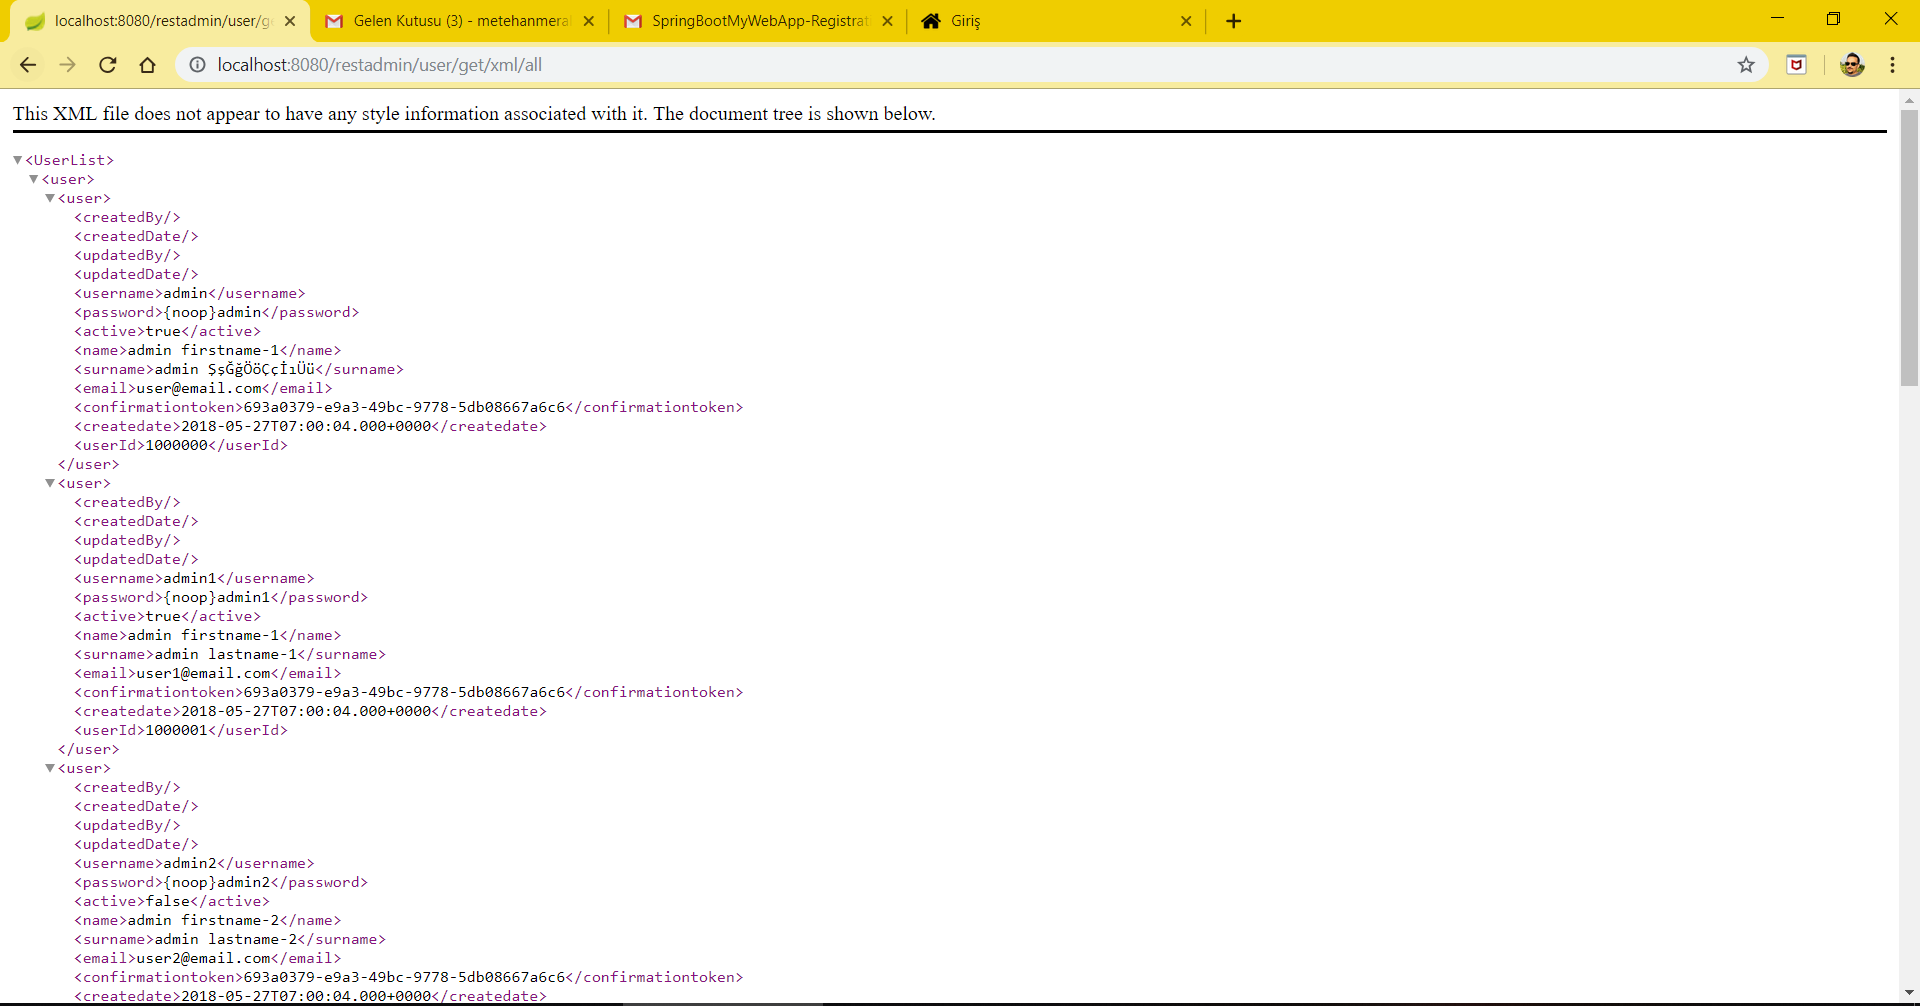 localhost:8080/restadmin/user/ge
Gelen Kutusu (3) - metehanmeral
SpringBootMyWebApp-Registrati
Giriş
localhost:8080/restadmin/user/get/xml/all
This XML file does not appear to have any style information associated with it. The document tree is shown below.
<UserList>
<user>
<user>
<createdBy/>
<createdDate/>
<updatedBy/>
<updatedDate/>
<username>admin</username>
<password>{noop}admin</password>
<active>true</active>
<name>admin firstname-1</name>
<surname>admin ŞşĞğÖöÇçİıÜü</surname>
<email>user@email.com</email>
<confirmationtoken>693a0379-e9a3-49bc-9778-5db08667a6c6</confirmationtoken>
<createdate>2018-05-27T07:00:04.000+0000</createdate>
<userId>1000000</userId>
</user>
<user>
<createdBy/>
<createdDate/>
<updatedBy/>
<updatedDate/>
<username>admin1</username>
<password>{noop}admin1</password>
<active>true</active>
<name>admin firstname-1</name>
<surname>admin lastname-1</surname>
<email>user1@email.com</email>
<confirmationtoken>693a0379-e9a3-49bc-9778-5db08667a6c6</confirmationtoken>
<createdate>2018-05-27T07:00:04.000+0000</createdate>
<userId>1000001</userId>
</user>
<user>
<createdBy/>
<createdDate/>
<updatedBy/>
<updatedDate/>
<username>admin2</username>
<password>{noop}admin2</password>
<active>false</active>
<name>admin firstname-2</name>
<surname>admin lastname-2</surname>
<email>user2@email.com</email>
<confirmationtoken>693a0379-e9a3-49bc-9778-5db08667a6c6</confirmationtoken>
<createdate>2018-05-27T07:00:04.000+0000</createdate>